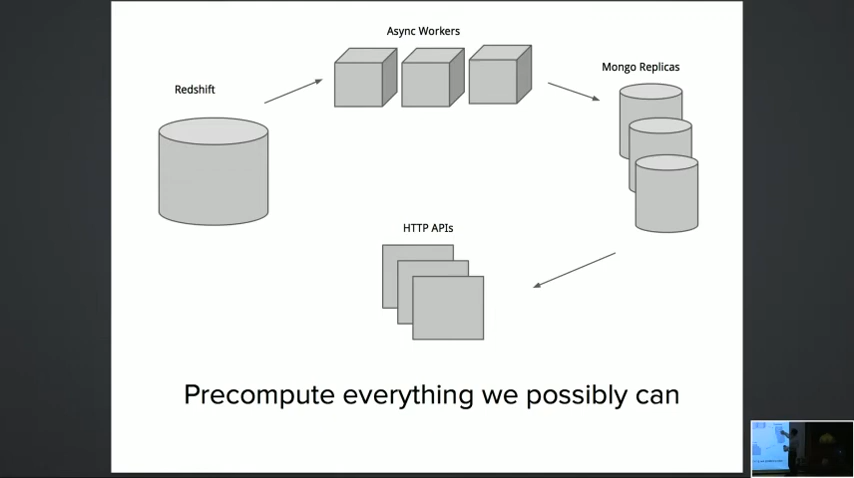 Async Workers
Mongo Replicas
Redshift
HTTP APIs
Precompute everything we possibly can